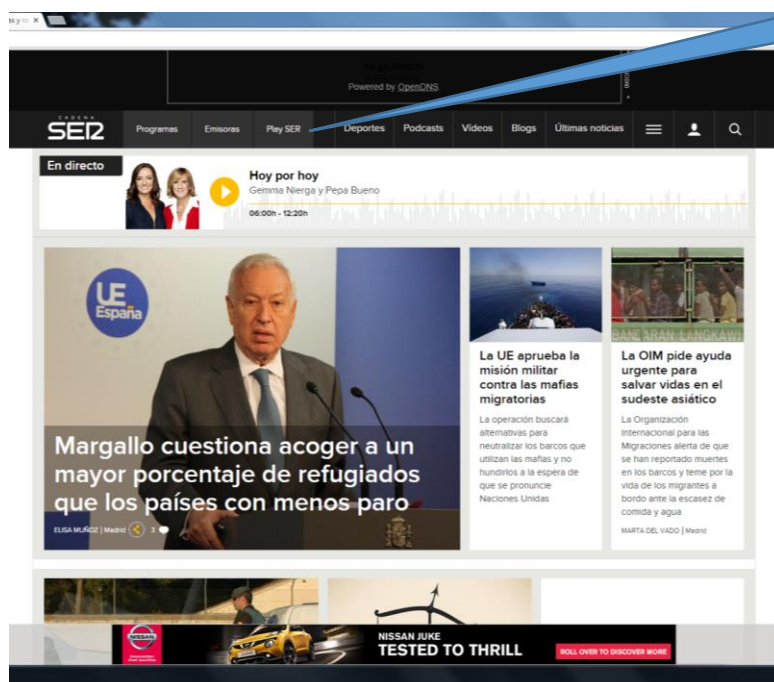 Powered by OpenDNS
CADENA
SER
Programas
Emisoras
Play SER
Deportes
Podcasts
Vídeos
Blogs
Últimas noticias
En directo
Hoy por hoy
Gemma Nierga y Pepa Bueno
06:00h - 12:20h
UE
España
Margallo cuestiona acoger a un
mayor porcentaje de refugiados
que los países con menos paro
ELISA MUÑOZ | Madrid
3
La UE aprueba la
misión militar
contra las mafias
migratorias
La operación buscará
alternativas para
neutralizar los barcos que
utilizan las mafias y no
hundirlos a la espera de
que se pronuncie
Naciones Unidas
BANDARAN LANGKAWI
La OIM pide ayuda
urgente para
salvar vidas en el
sudeste asiático
La Organización
Internacional para las
Migraciones alerta de que
se han reportado muertes
en los barcos y teme por la
vida de los migrantes a
bordo ante la escasez de
comida y agua
MARTA DEL VADO | Madrid
NISSAN
NISSAN JUKE
TESTED TO THRILL
ROLL OVER TO DISCOVER MORE